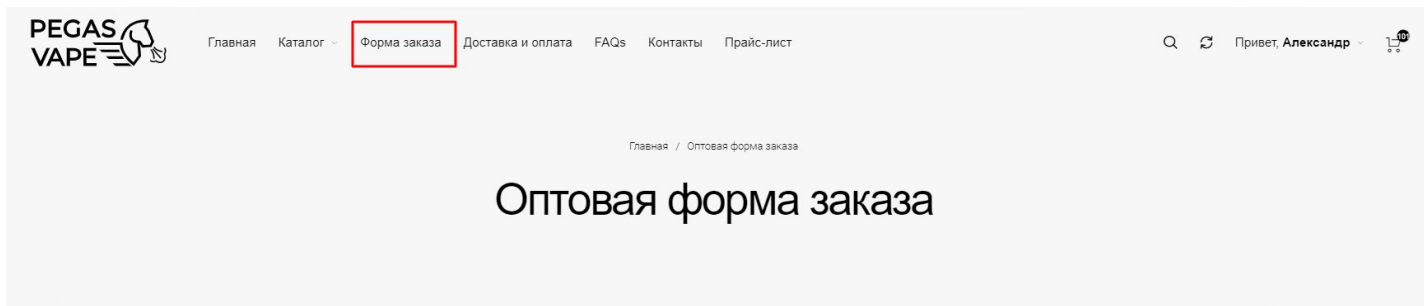 PEGAS
VAPE
Главная Каталог Форма заказа Доставка и оплата FAQs Контакты Прайс-лист Привет, Александр 101
Главная / Оптовая форма заказа
Оптовая форма заказа